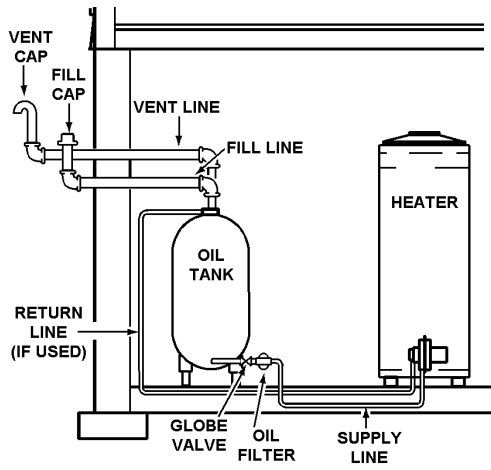 VENT
CAP
FILL
CAP
VENT LINE
FILL LINE
HEATER
OIL
TANK
RETURN
LINE
(IF USED)
GLOBE
VALVE
OIL
FILTER
SUPPLY
LINE